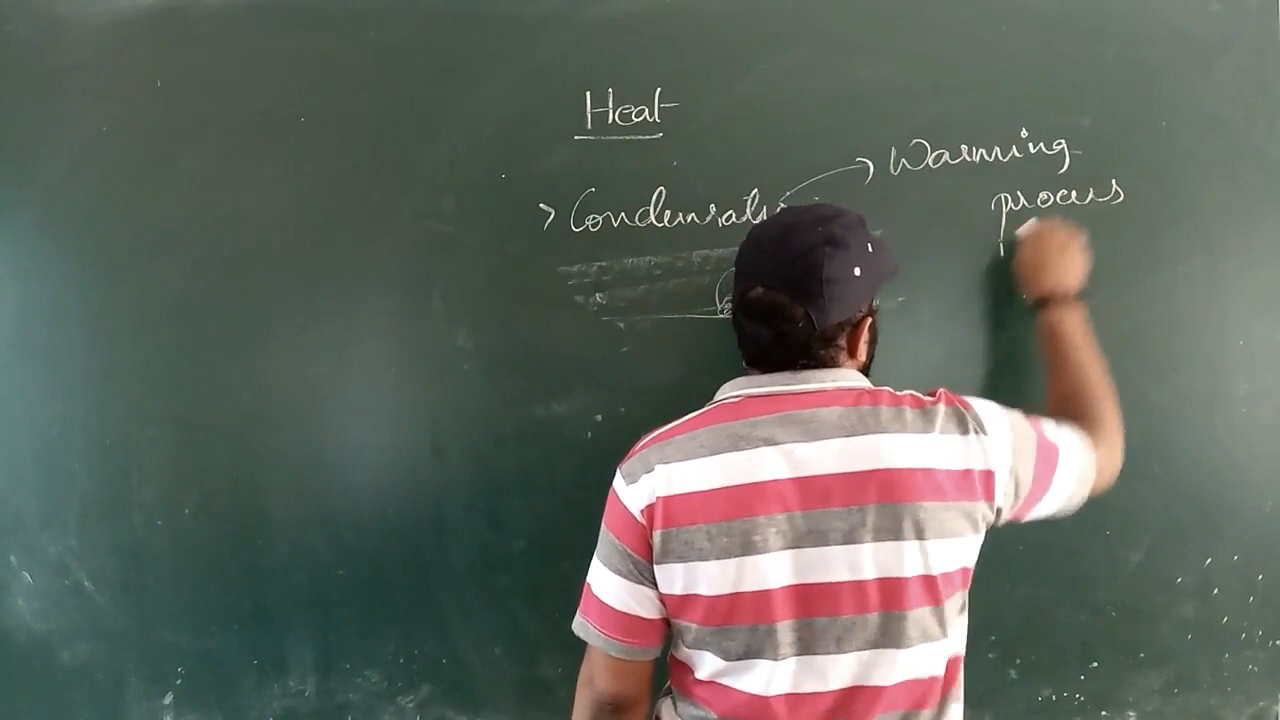 Heat
> Condensati
Warming
process